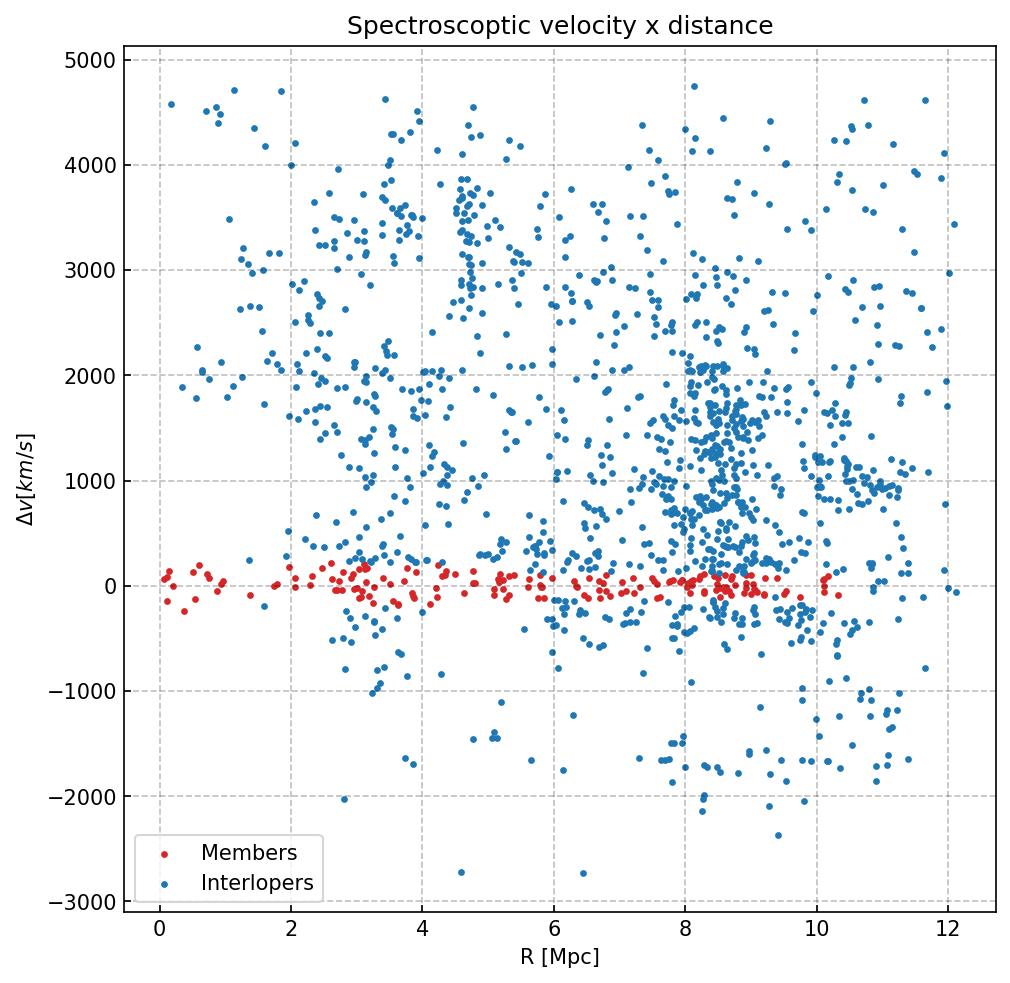 Spectroscoptic velocity x distance
5000
4000
3000
2000
1000
0
−1000
−2000
−3000
Δv[km/s]
Members
Interlopers
0 2 4 6 8 10 12
R [Mpc]